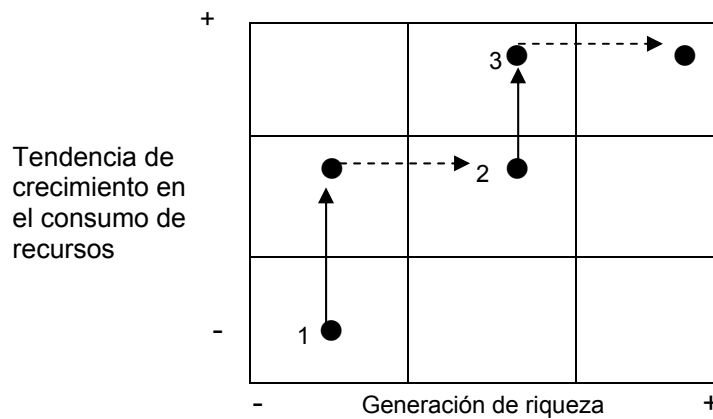 +
3
Tendencia de
crecimiento en
el consumo de
recursos
2
-
1
- Generación de riqueza +